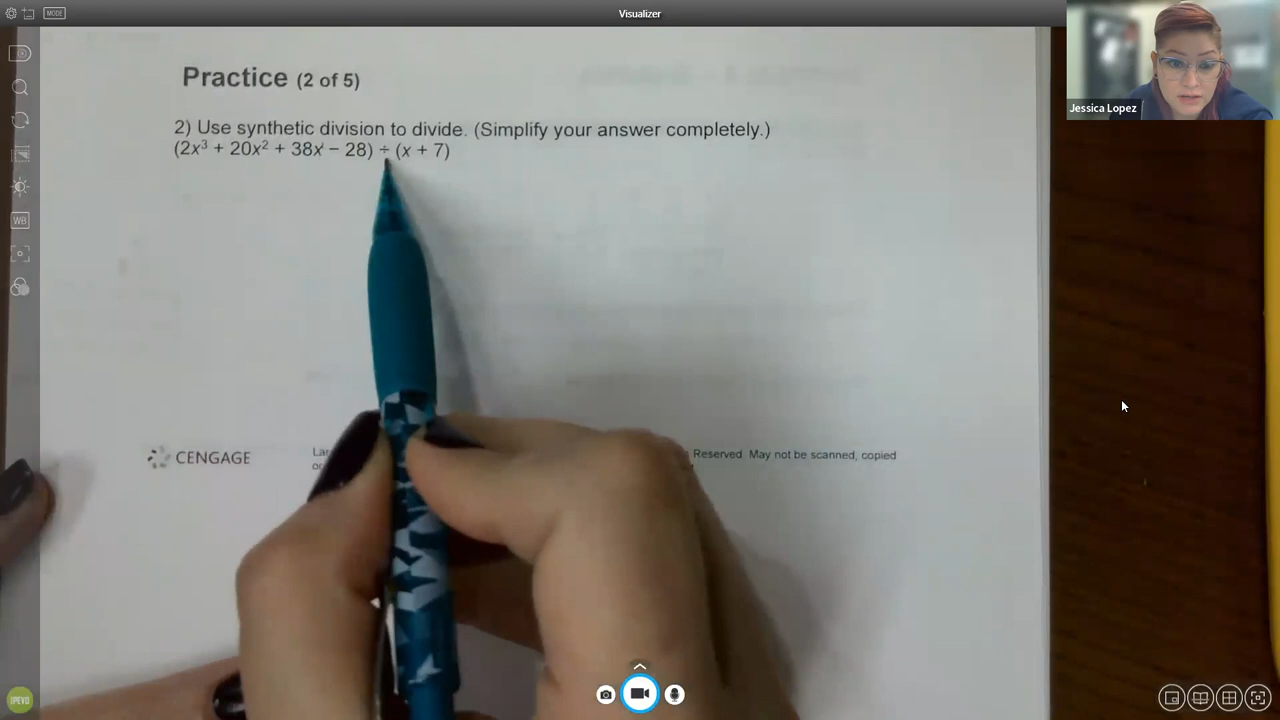 MODE
Visualizer
WB
Jessica Lopez
Practice (2 of 5)
2) Use synthetic division to divide. (Simplify your answer completely.)
(2x³ + 20x² + 38x − 28) ÷ (x + 7)
CENGAGE
Reserved. May not be scanned, copied
IPEVO